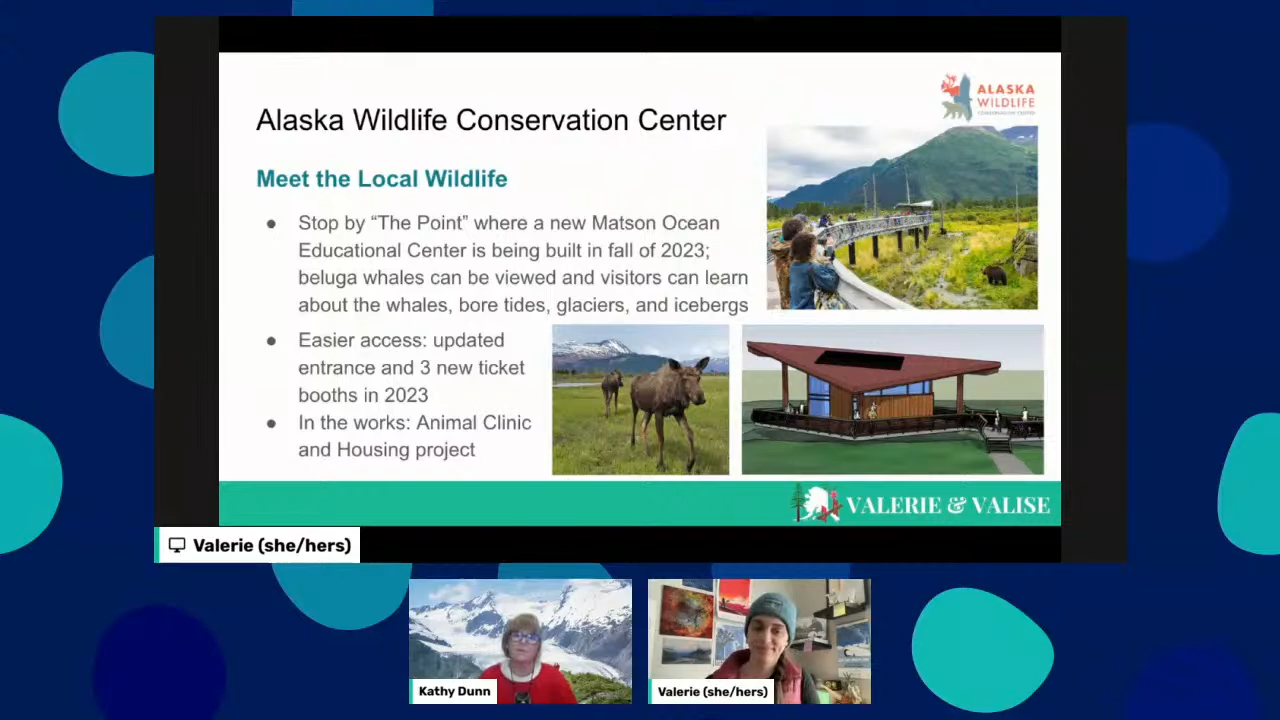 ALASKA
WILDLIFE
CONSERVATION CENTER
Alaska Wildlife Conservation Center
Meet the Local Wildlife
● Stop by “The Point” where a new Matson Ocean
Educational Center is being built in fall of 2023;
beluga whales can be viewed and visitors can learn
about the whales, bore tides, glaciers, and icebergs
● Easier access: updated
entrance and 3 new ticket
booths in 2023
● In the works: Animal Clinic
and Housing project
VALERIE & VALISE
Valerie (she/hers)
Kathy Dunn
Valerie (she/hers)